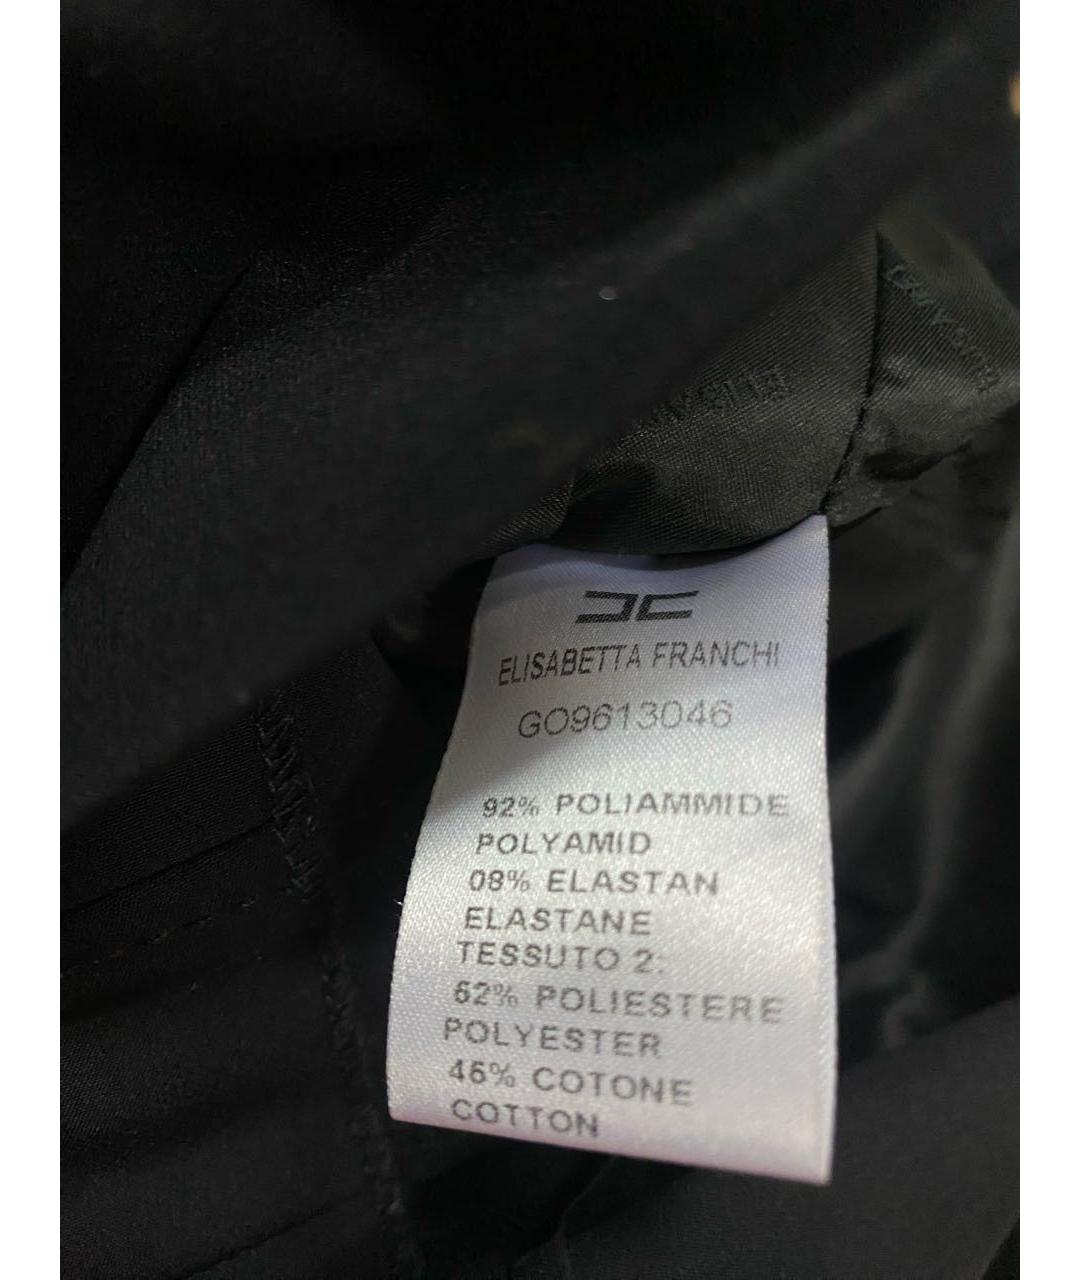 ELISABETTA FRANCHI
GO9613046
92% POLIAMMIDE
POLYAMID
08% ELASTAN
ELASTANE
TESSUTO 2:
62% POLIESTERE
POLYESTER
46% COTONE
COTTON